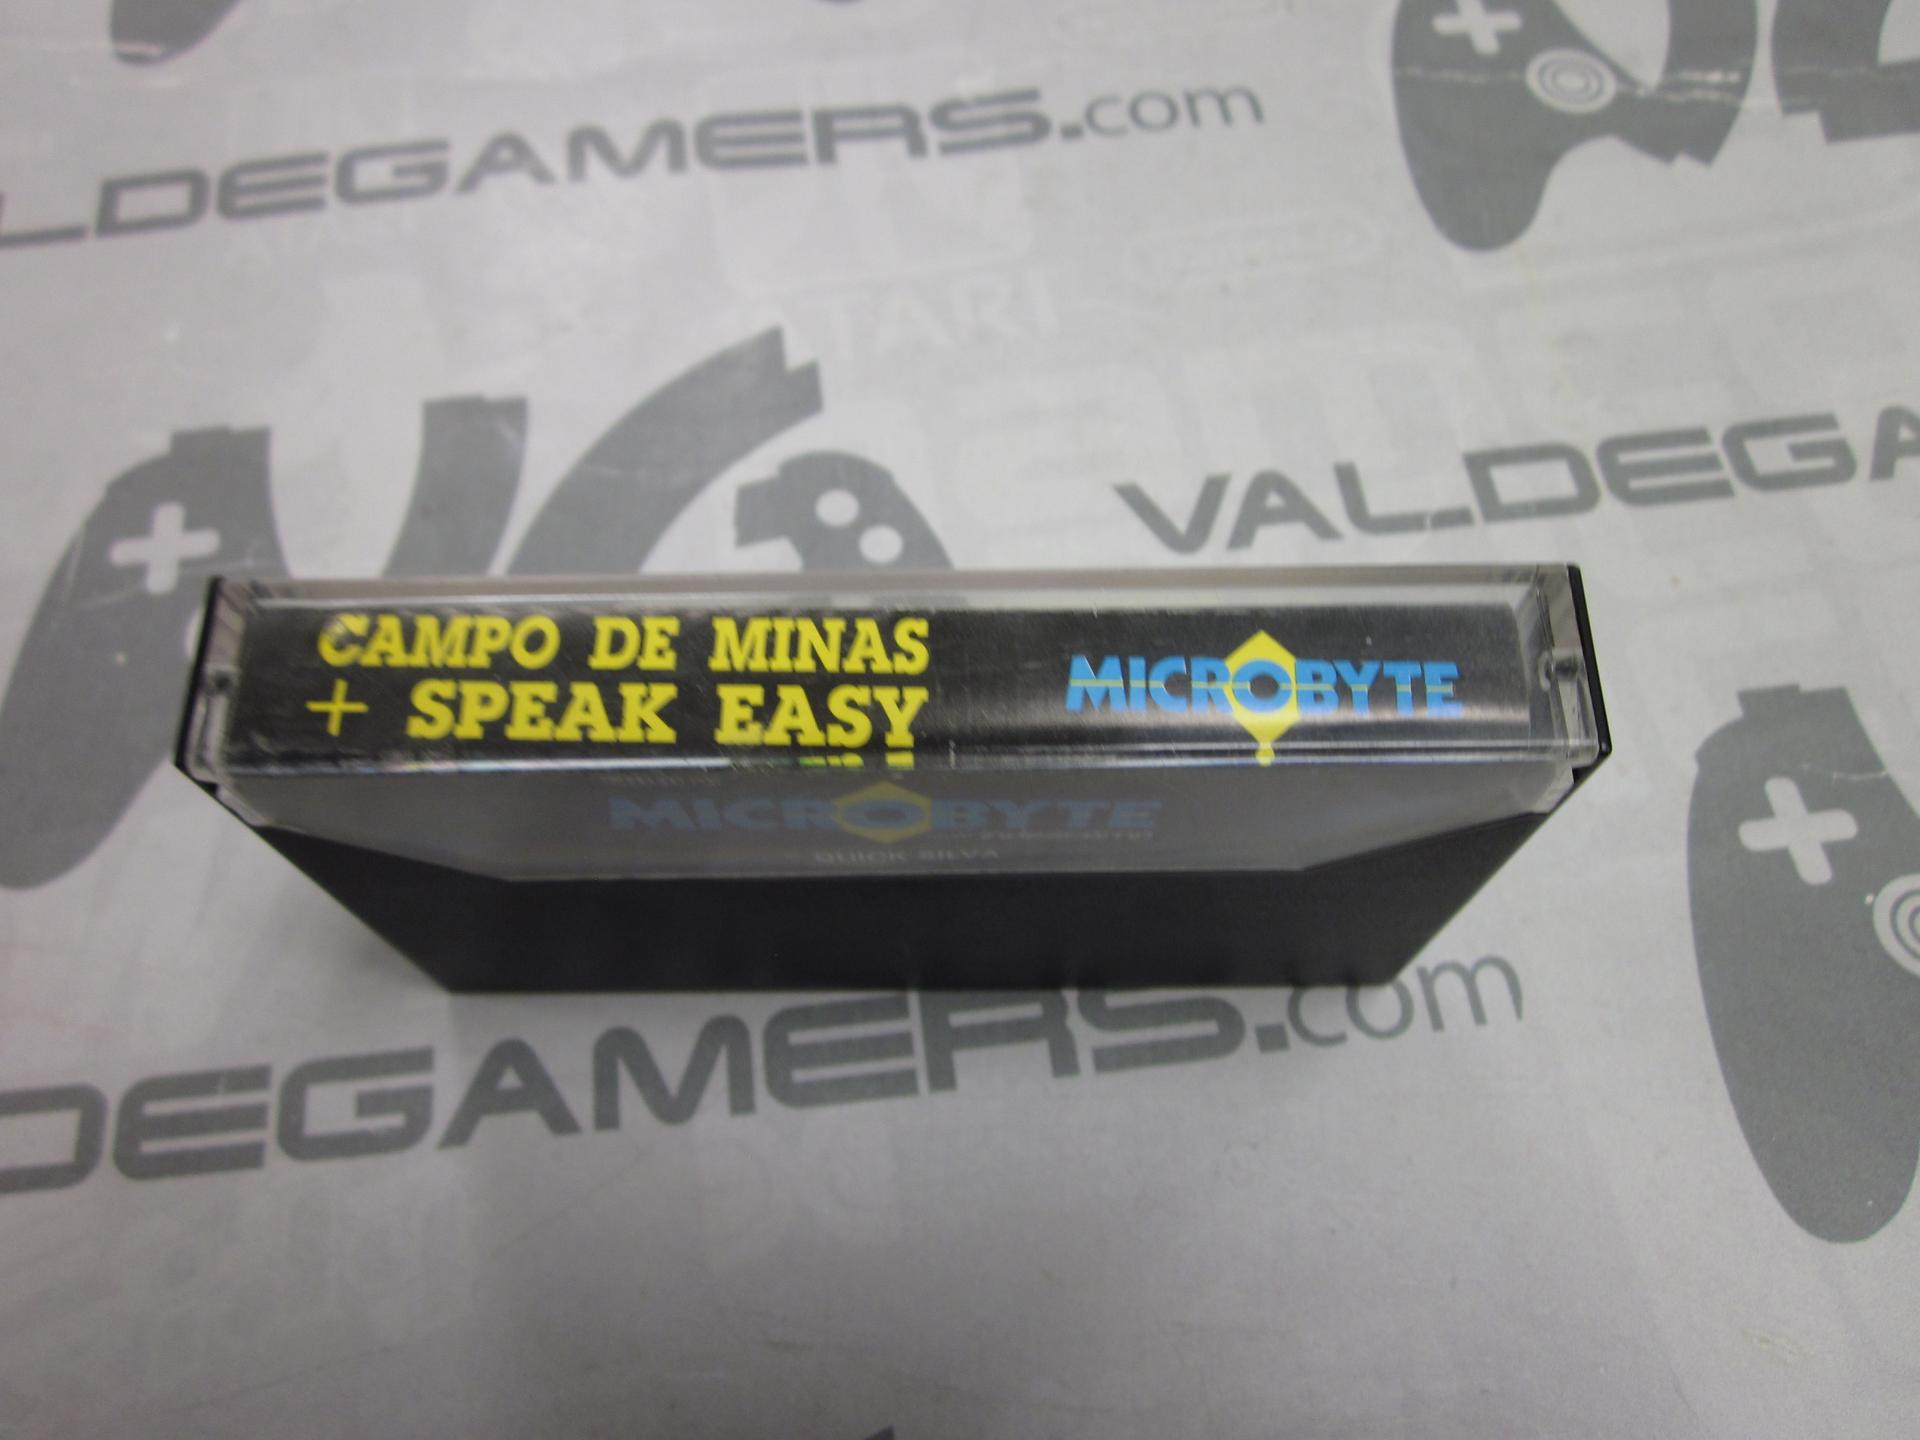 VALDEGAMERS.com
ATARI
VALDEGA
CAMPO DE MINAS
+ SPEAK EASY
MICROBYTE
MICROBYTE
QUICK SILVA
DEGAMERS.com